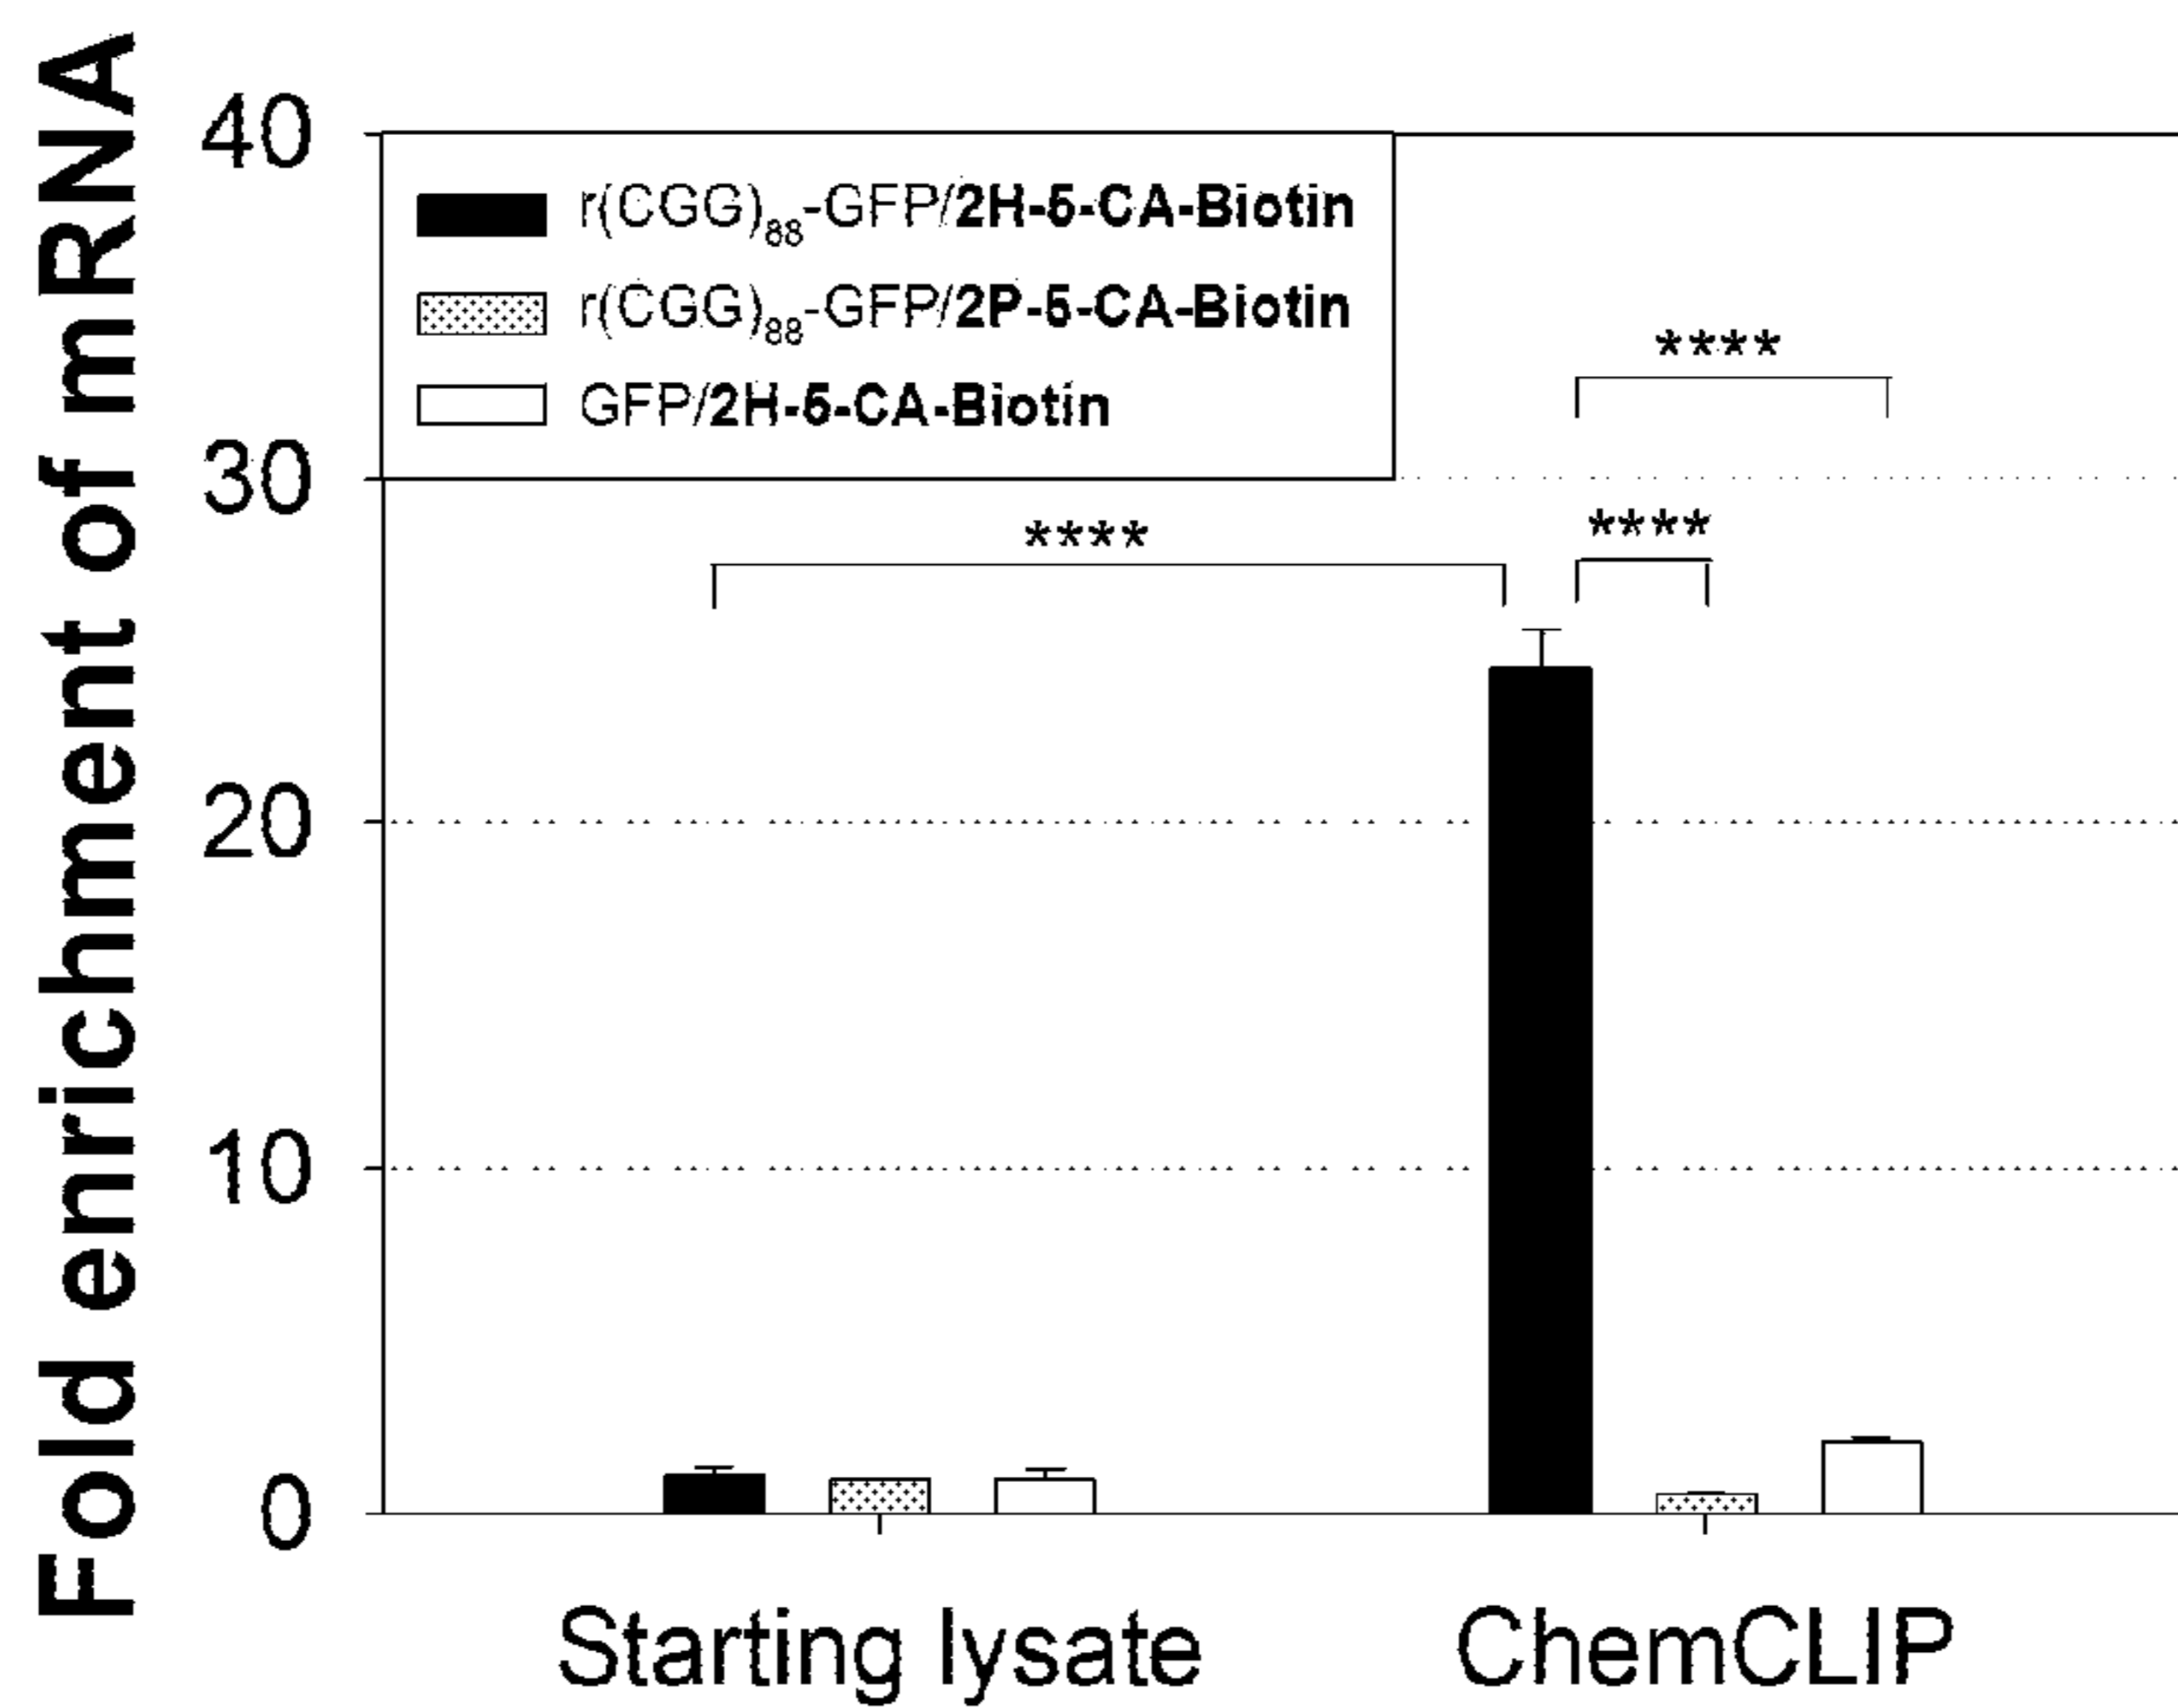 Fold enrichment of mRNA
40
30
20
10
0
r(CGG)88-GFP/2H-5-CA-Biotin
r(CGG)88-GFP/2P-5-CA-Biotin
GFP/2H-5-CA-Biotin
****
****
****
Starting lysate
ChemCLIP